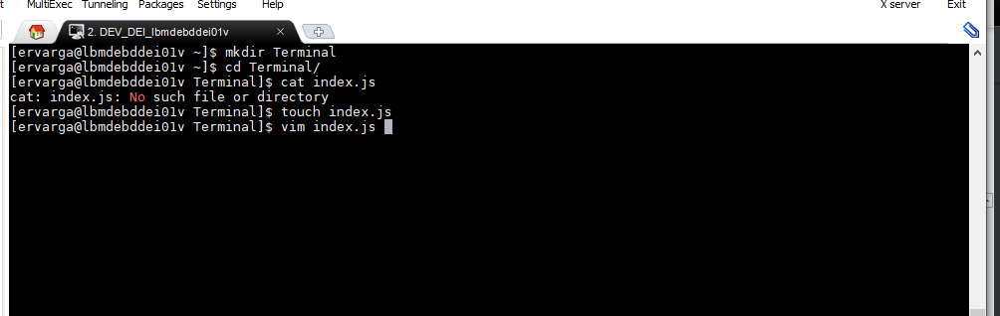 MultiExec Tunneling Packages Settings Help X server Exit
2. DEV_DEI_lbmdebddei01v
[ervarga@lbmdebddei01v ~]$ mkdir Terminal
[ervarga@lbmdebddei01v ~]$ cd Terminal/
[ervarga@lbmdebddei01v Terminal]$ cat index.js
cat: index.js: No such file or directory
[ervarga@lbmdebddei01v Terminal]$ touch index.js
[ervarga@lbmdebddei01v Terminal]$ vim index.js